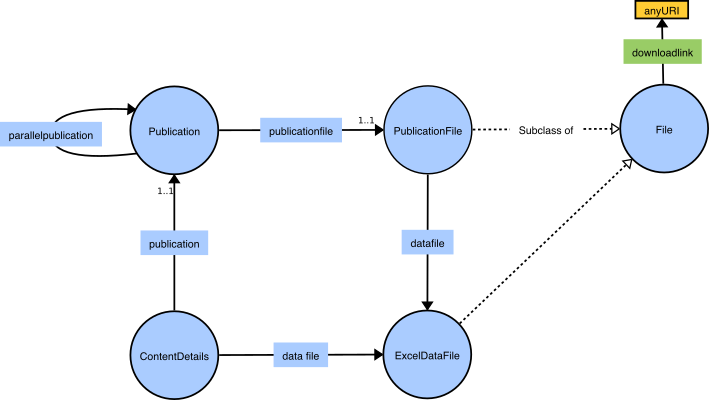 anyURI
downloadlink
1..1
parallelpublication
Publication
publicationfile
PublicationFile
Subclass of
File
1..1
publication
datafile
ContentDetails
data file
ExcelDataFile